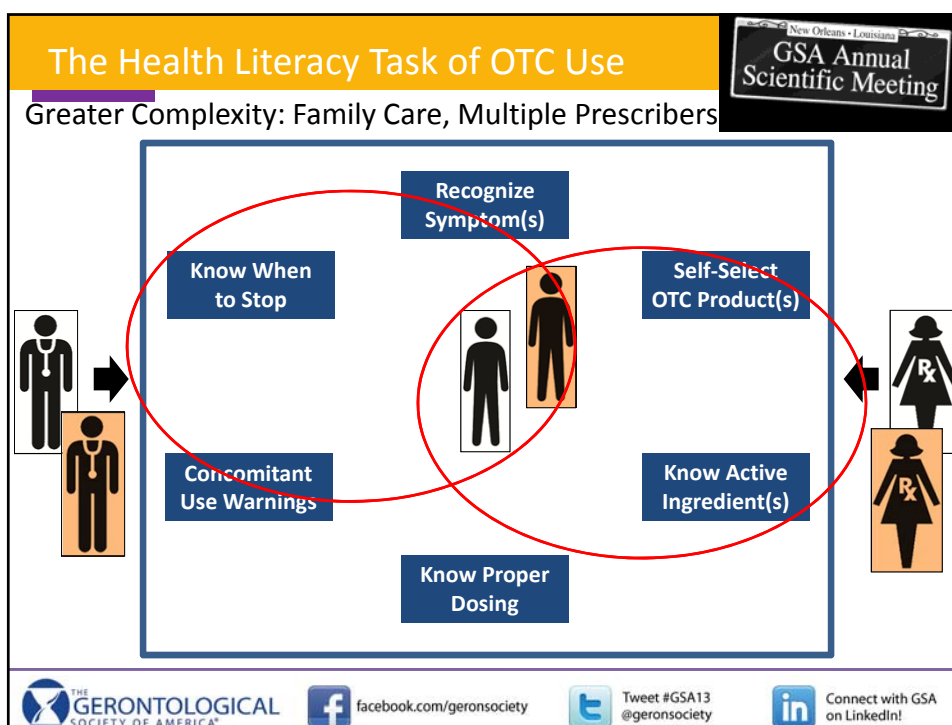 The Health Literacy Task of OTC Use
New Orleans • Louisiana
GSA Annual
Scientific Meeting
Greater Complexity: Family Care, Multiple Prescribers
Recognize
Symptom(s)
Know When
to Stop
Self-Select
OTC Product(s)
Rx
Rx
Concomitant
Use Warnings
Know Active
Ingredient(s)
Know Proper
Dosing
THE
GERONTOLOGICAL
SOCIETY OF AMERICA®
facebook.com/geronsociety
Tweet #GSA13
@geronsociety
Connect with GSA
on LinkedIn!